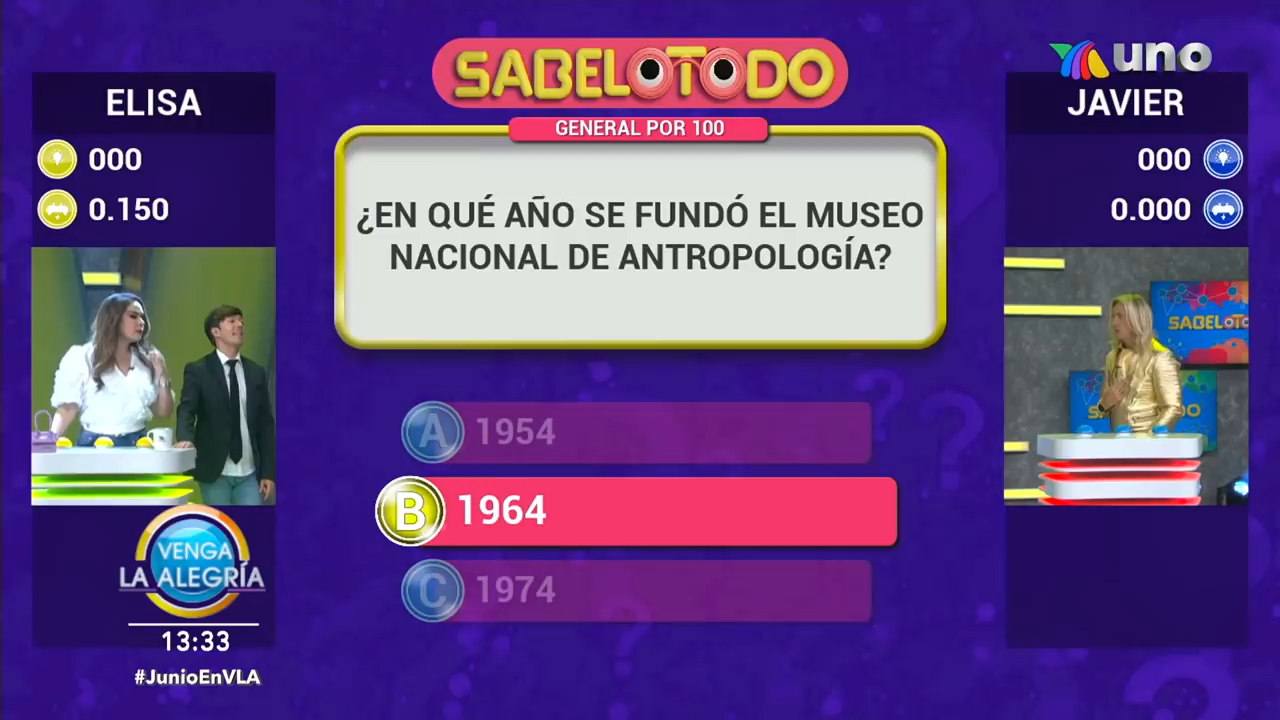 SABELOTODO
uno
ELISA
GENERAL POR 100
JAVIER
000
0.150
000
0.000
¿EN QUÉ AÑO SE FUNDÓ EL MUSEO
NACIONAL DE ANTROPOLOGÍA?
A 1954
B 1964
C 1974
VENGA
LA ALEGRÍA
13:33
#JunioEnVLA